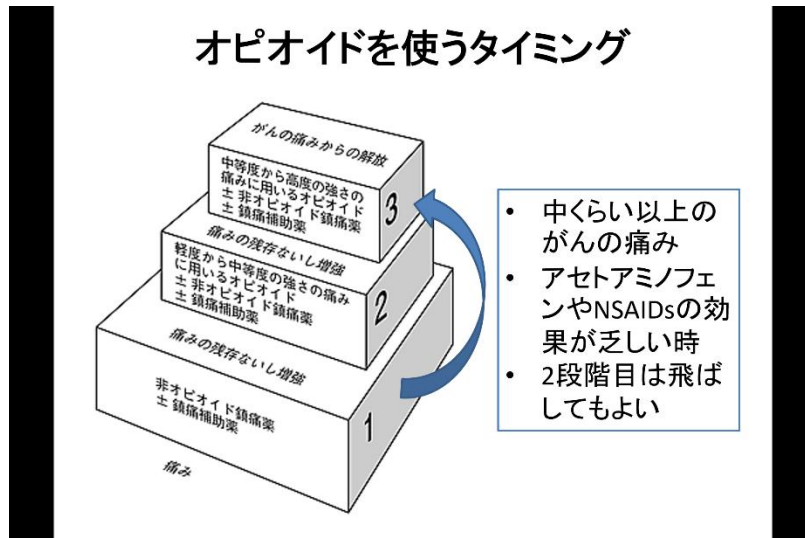 オピオイドを使うタイミング
がんの痛みからの解放
中等度から高度の強さの
痛みに用いるオピオイド
± 非オピオイド鎮痛薬
± 鎮痛補助薬
3
痛みの残存ないし増強
軽度から中等度の強さの痛み
に用いるオピオイド
± 非オピオイド鎮痛薬
± 鎮痛補助薬
2
痛みの残存ないし増強
非オピオイド鎮痛薬
± 鎮痛補助薬
1
痛み
• 中くらい以上の
がんの痛み
• アセトアミノフェ
ンやNSAIDsの効
果が乏しい時
• 2段階目は飛ば
してもよい